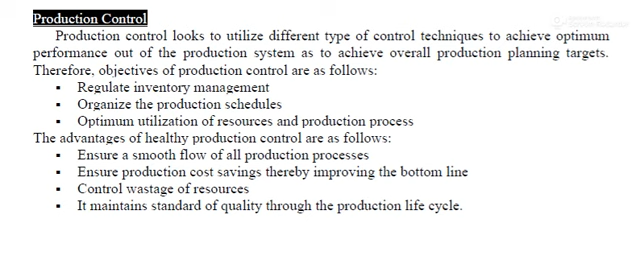 Production Control
Production control looks to utilize different type of control techniques to achieve optimum
performance out of the production system as to achieve overall production planning targets.
Therefore, objectives of production control are as follows:
▪ Regulate inventory management
▪ Organize the production schedules
▪ Optimum utilization of resources and production process
The advantages of healthy production control are as follows:
▪ Ensure a smooth flow of all production processes
▪ Ensure production cost savings thereby improving the bottom line
▪ Control wastage of resources
▪ It maintains standard of quality through the production life cycle.